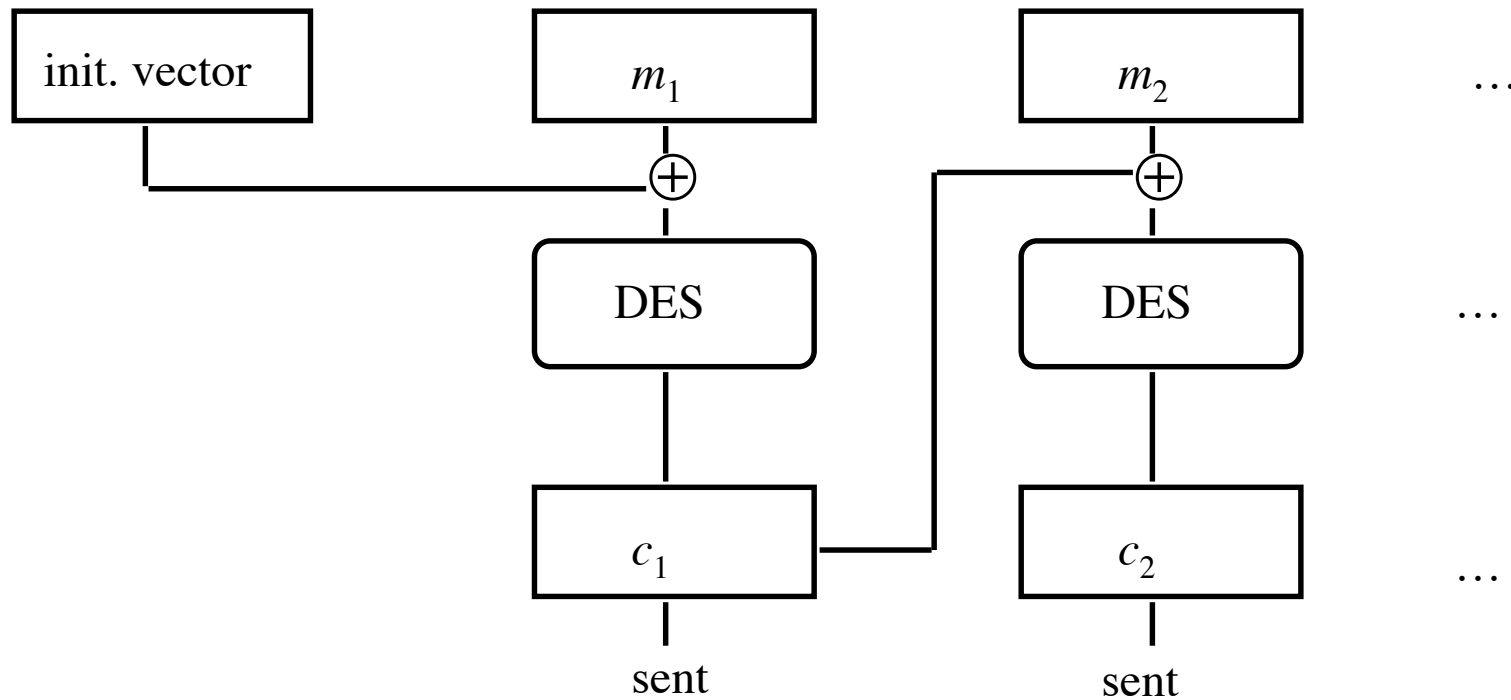 init. vector
m₁
m₂
…
⊕
⊕
DES
DES
…
c₁
c₂
…
sent
sent